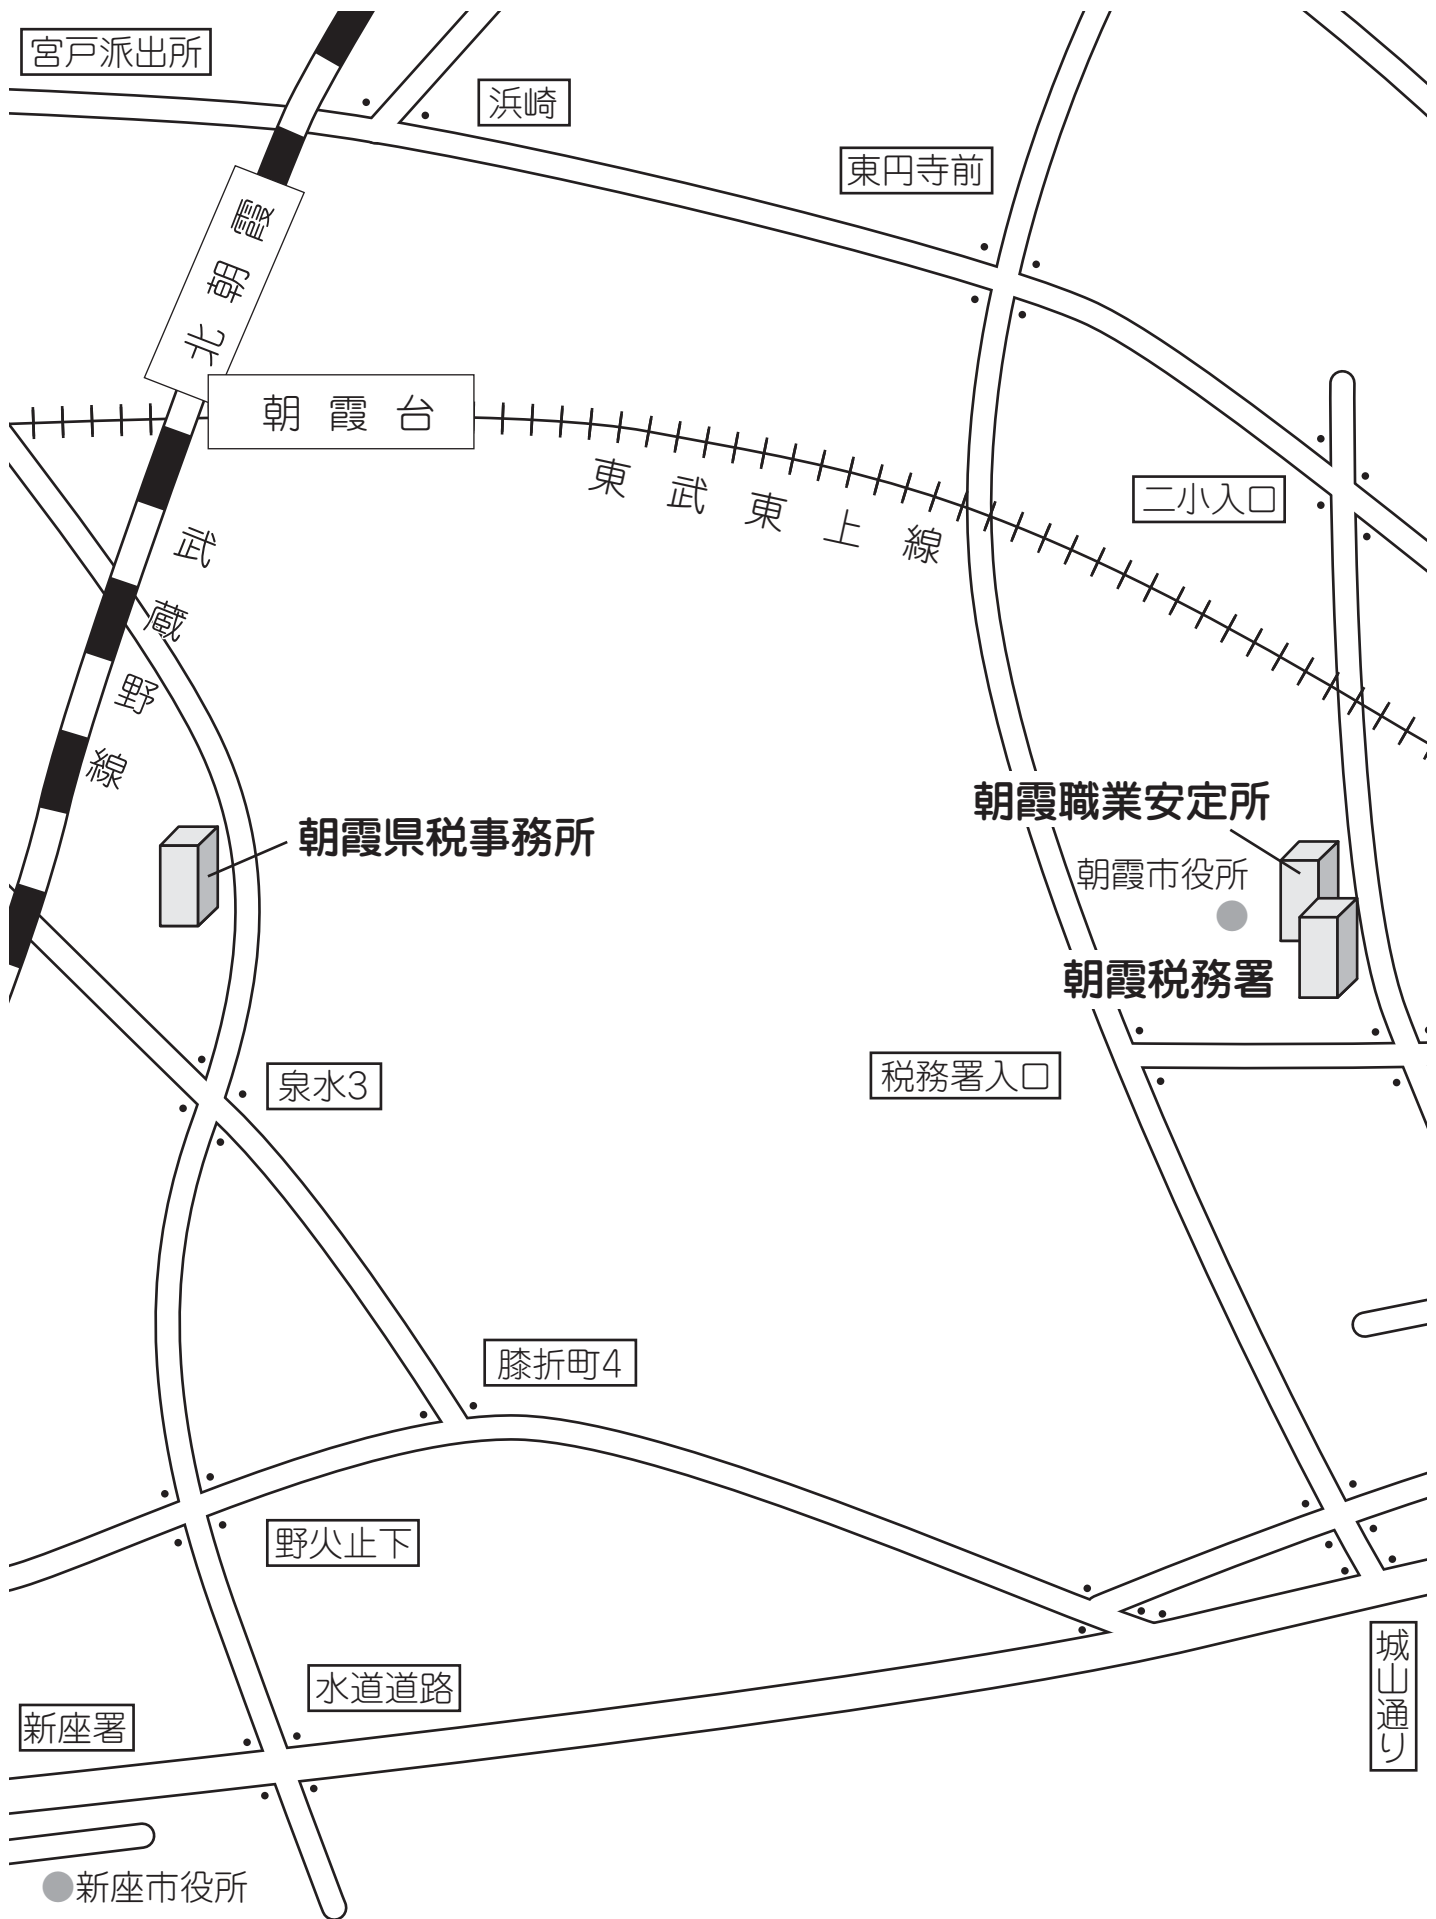 宮戸派出所
浜崎
東円寺前
北朝霞
朝霞台
東武東上線
二小入口
武蔵野線
朝霞県税事務所
朝霞職業安定所
朝霞市役所
朝霞税務署
税務署入口
泉水3
膝折町4
野火止下
水道道路
新座署
城山通り
新座市役所